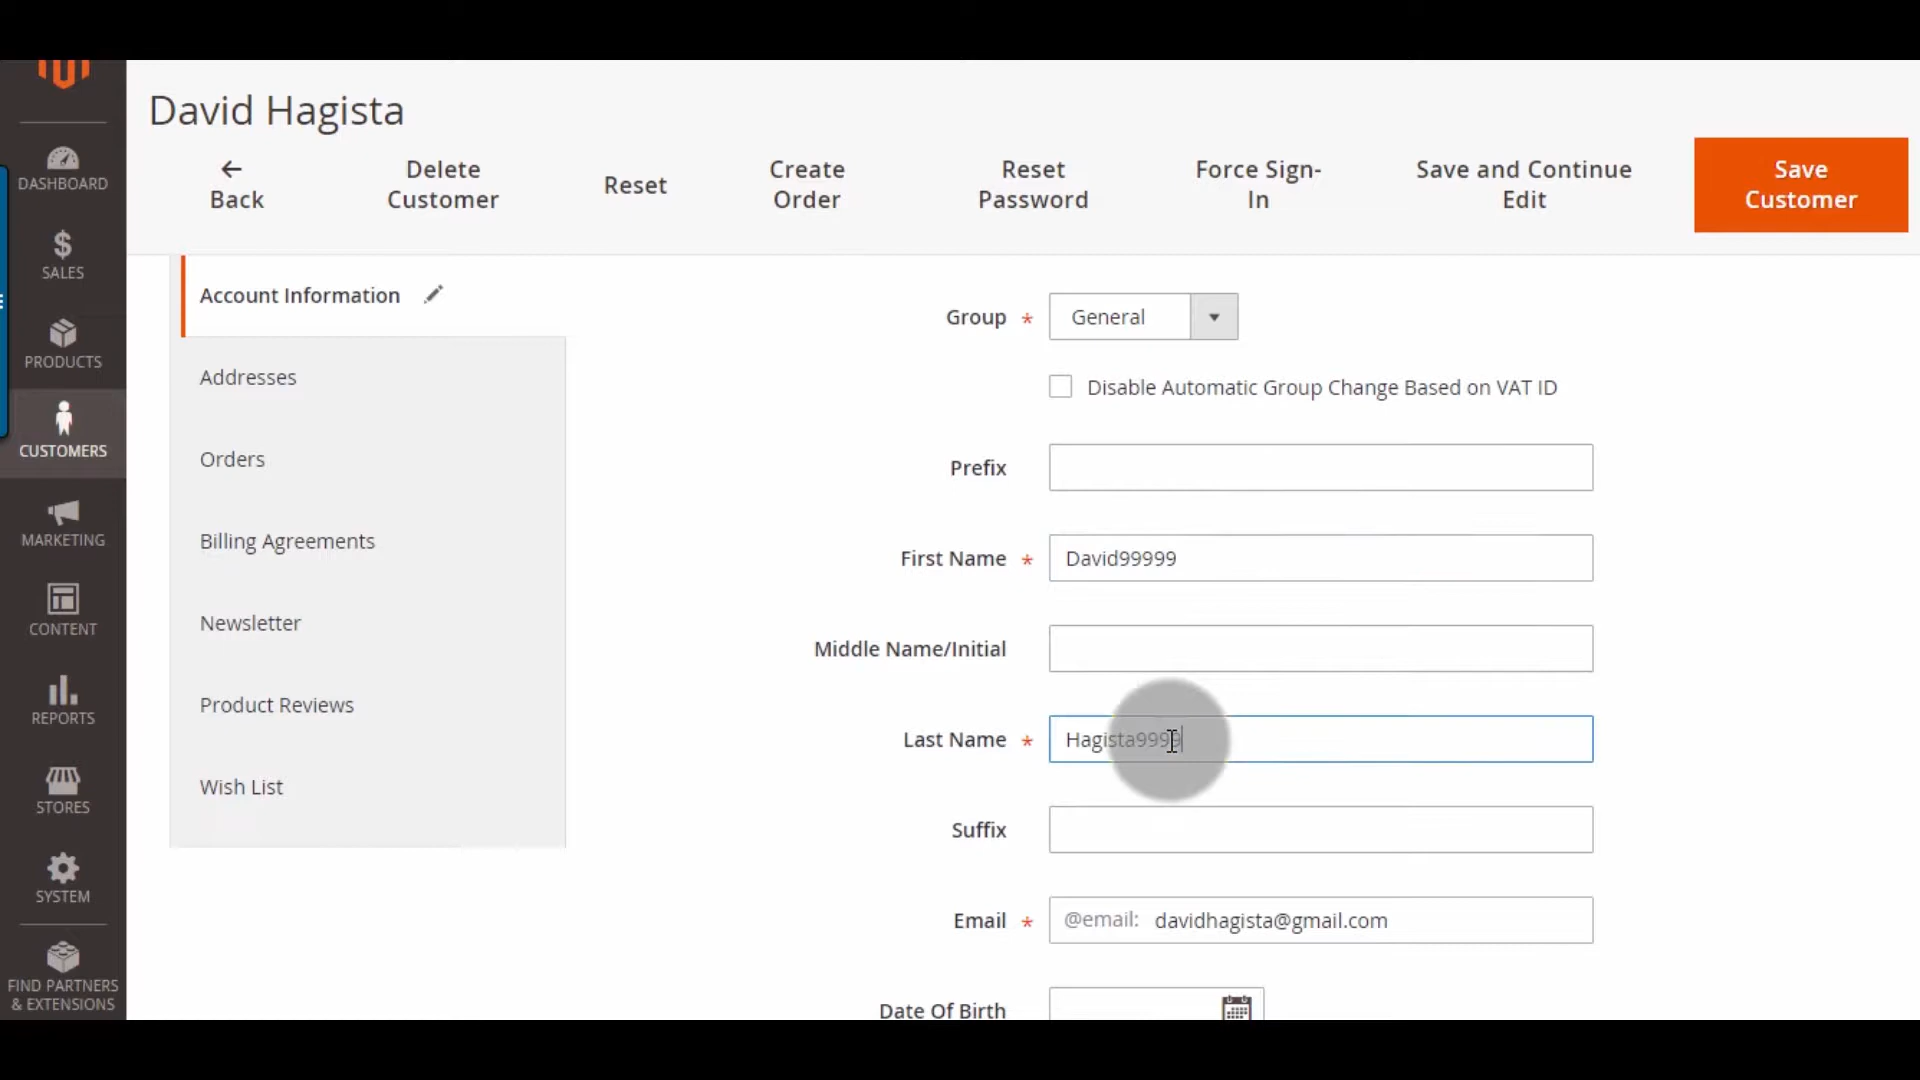 David Hagista
Back
Delete
Customer
Reset
Create
Order
Reset
Password
Force Sign-
In
Save and Continue
Edit
Save
Customer
DASHBOARD
SALES
PRODUCTS
CUSTOMERS
MARKETING
CONTENT
REPORTS
STORES
SYSTEM
FIND PARTNERS
& EXTENSIONS
Account Information
Addresses
Orders
Billing Agreements
Newsletter
Product Reviews
Wish List
Group *
General
Disable Automatic Group Change Based on VAT ID
Prefix
First Name *
David99999
Middle Name/Initial
Last Name *
Hagista9999
Suffix
Email *
@email: davidhagista@gmail.com
Date Of Birth